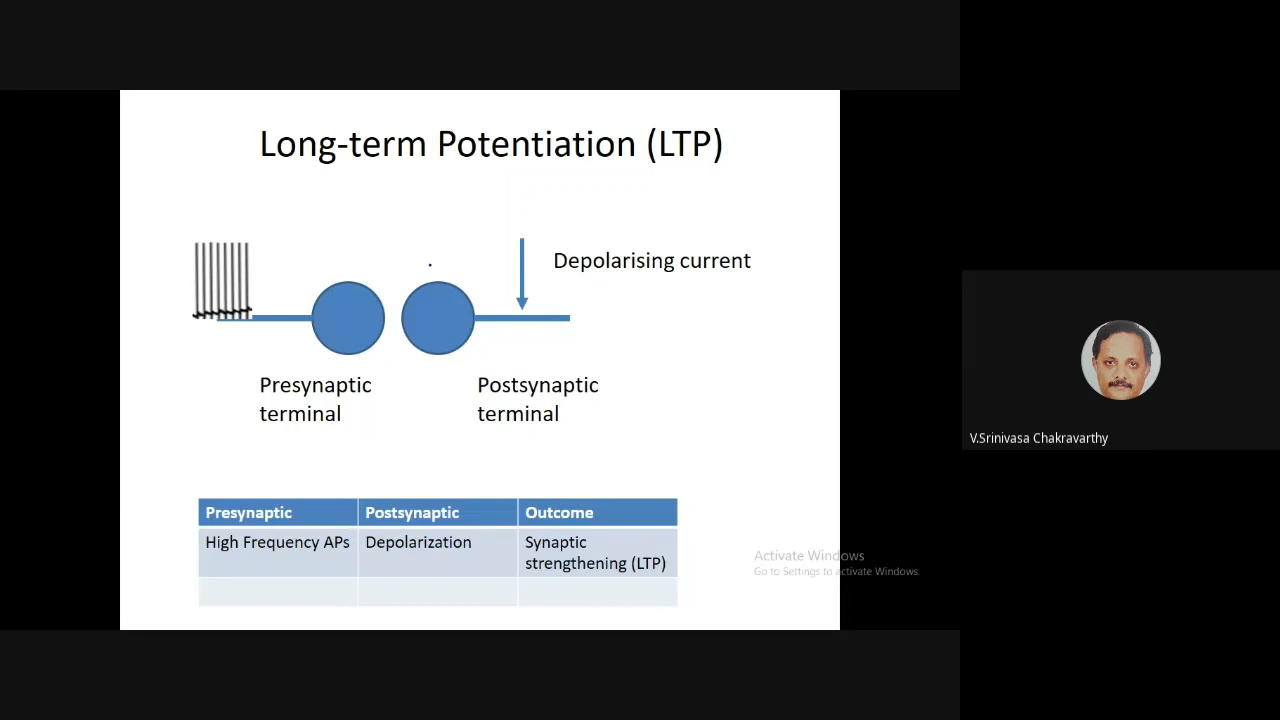 Long-term Potentiation (LTP)
Depolarising current
Presynaptic
terminal
Postsynaptic
terminal
Presynaptic Postsynaptic Outcome
High Frequency APs Depolarization Synaptic
strengthening (LTP)
Activate Windows
Go to Settings to activate Windows.
V.Srinivasa Chakravarthy